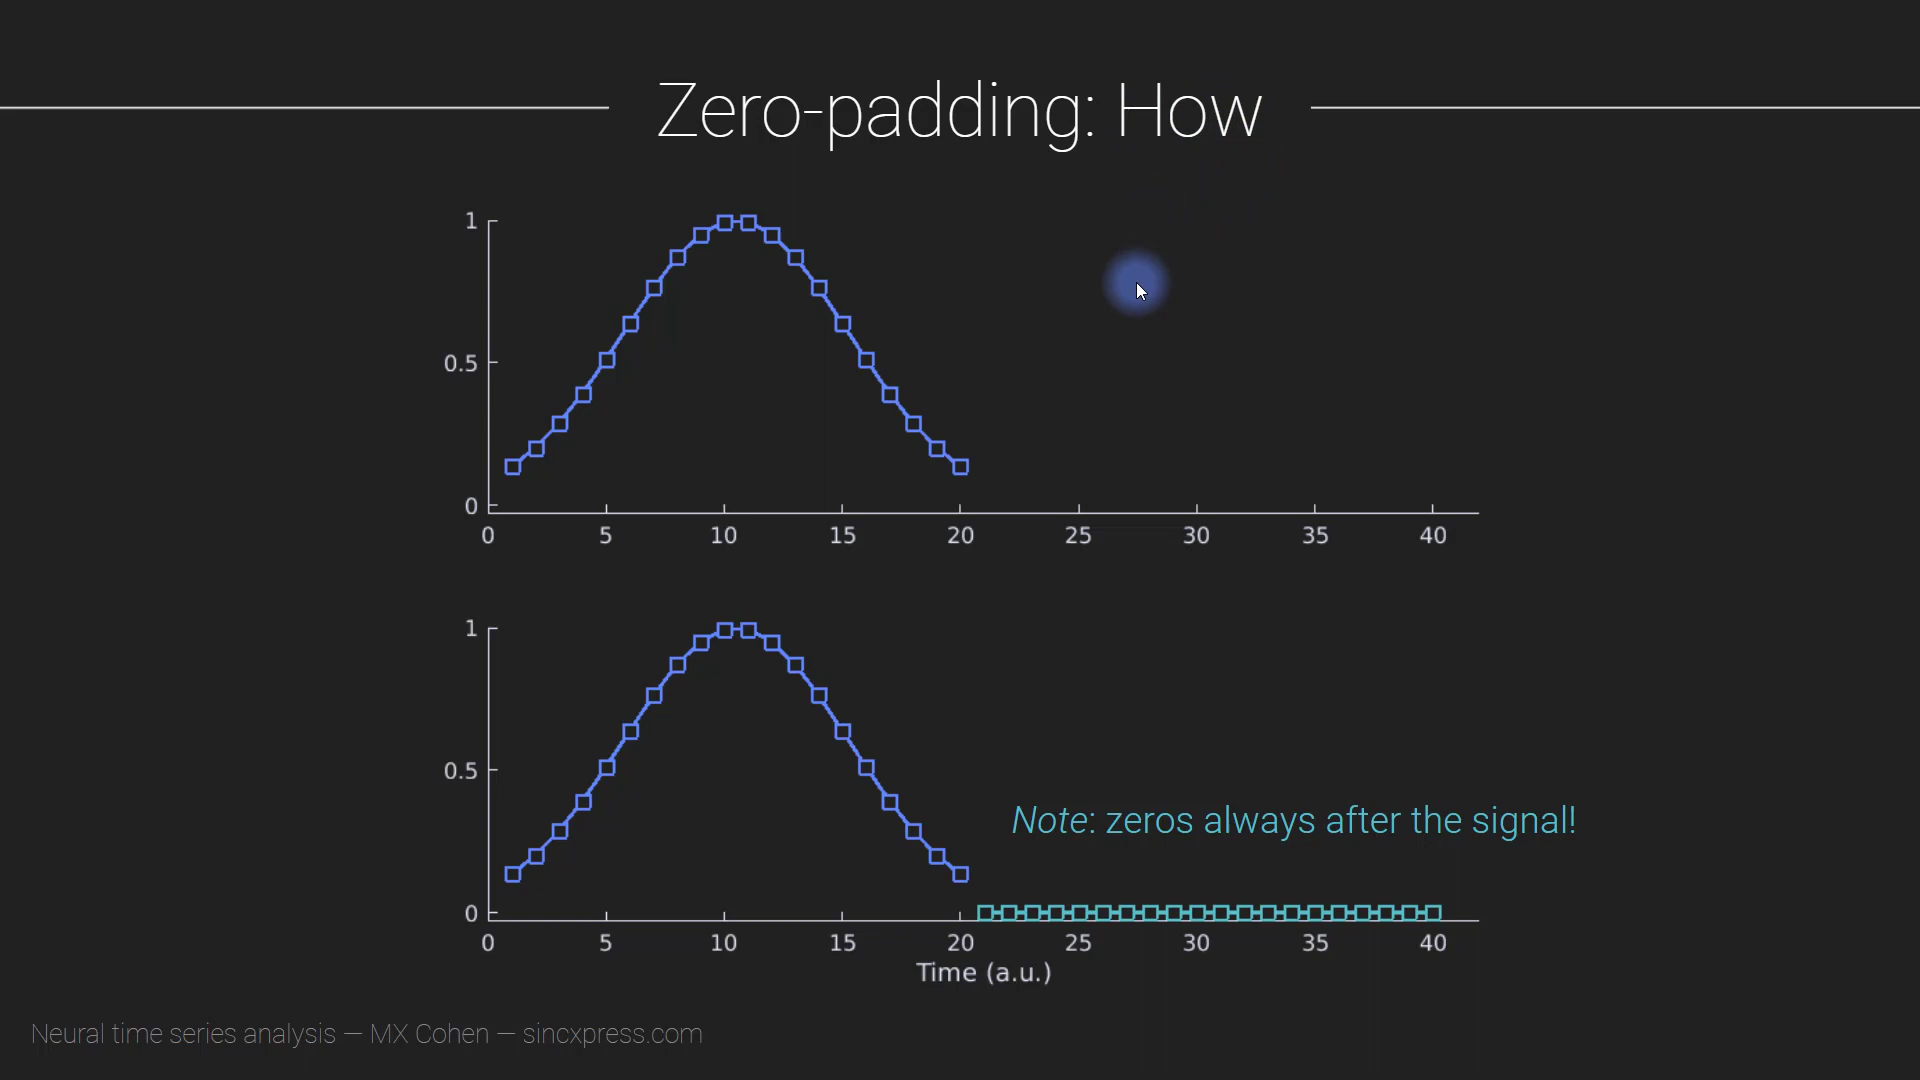 Zero-padding: How
1
0.5
0
0 5 10 15 20 25 30 35 40
1
0.5
Note: zeros always after the signal!
0
0 5 10 15 20 25 30 35 40
Time (a.u.)
Neural time series analysis — MX Cohen — sincxpress.com